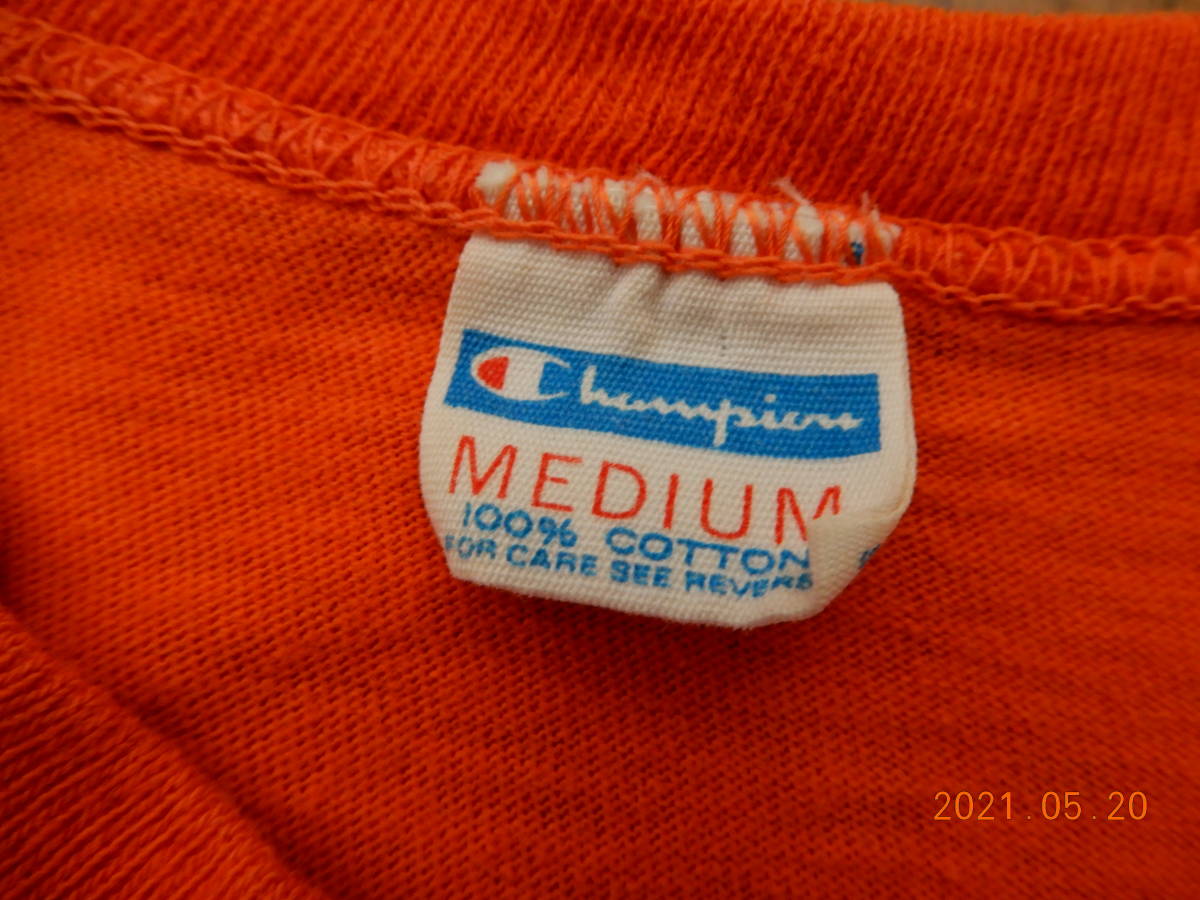 Champion
MEDIUM
100% COTTON
FOR CARE SEE REVERS
2021.05.20